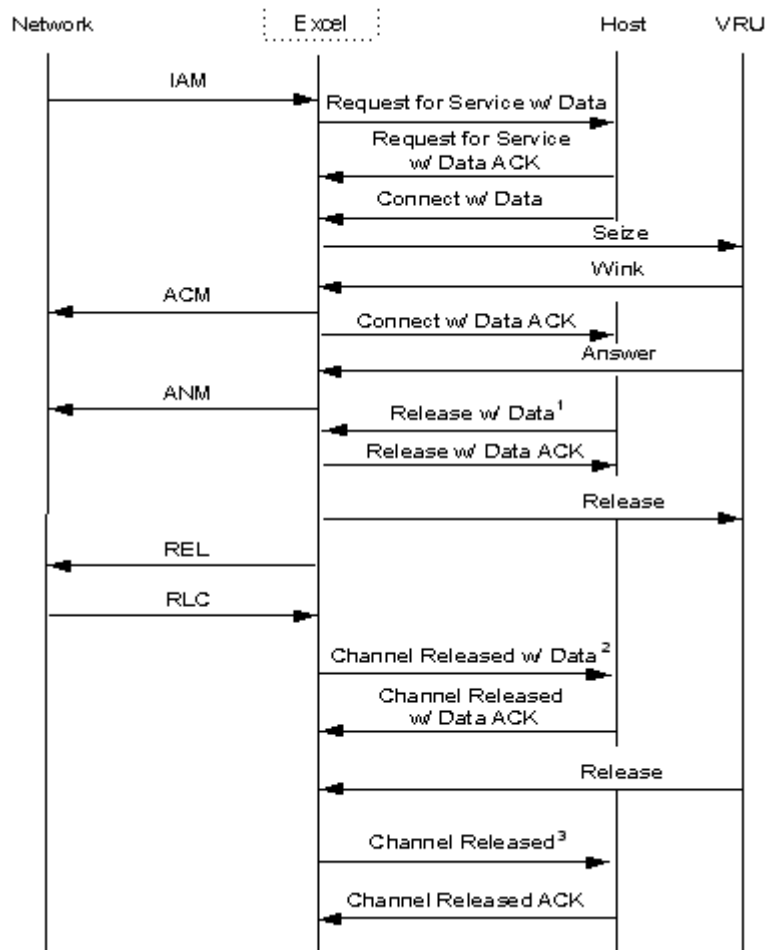 Network Excel Host VRU
IAM
Request for Service w/ Data
Request for Service
w/ Data ACK
Connect w/ Data
Seize
Wink
ACM
Connect w/ Data ACK
Answer
ANM
Release w/ Data¹
Release w/ Data ACK
Release
REL
RLC
Channel Released w/ Data²
Channel Released
w/ Data ACK
Release
Channel Released³
Channel Released ACK